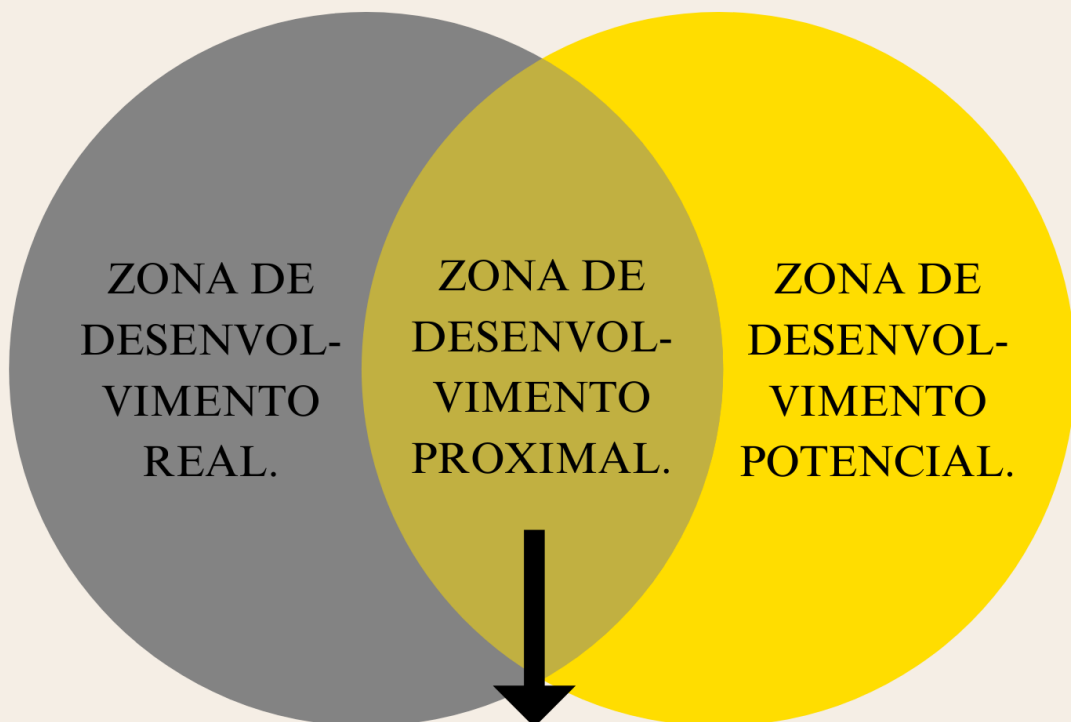 ZONA DE
DESENVOL-
VIMENTO
REAL.
ZONA DE
DESENVOL-
VIMENTO
PROXIMAL.
ZONA DE
DESENVOL-
VIMENTO
POTENCIAL.